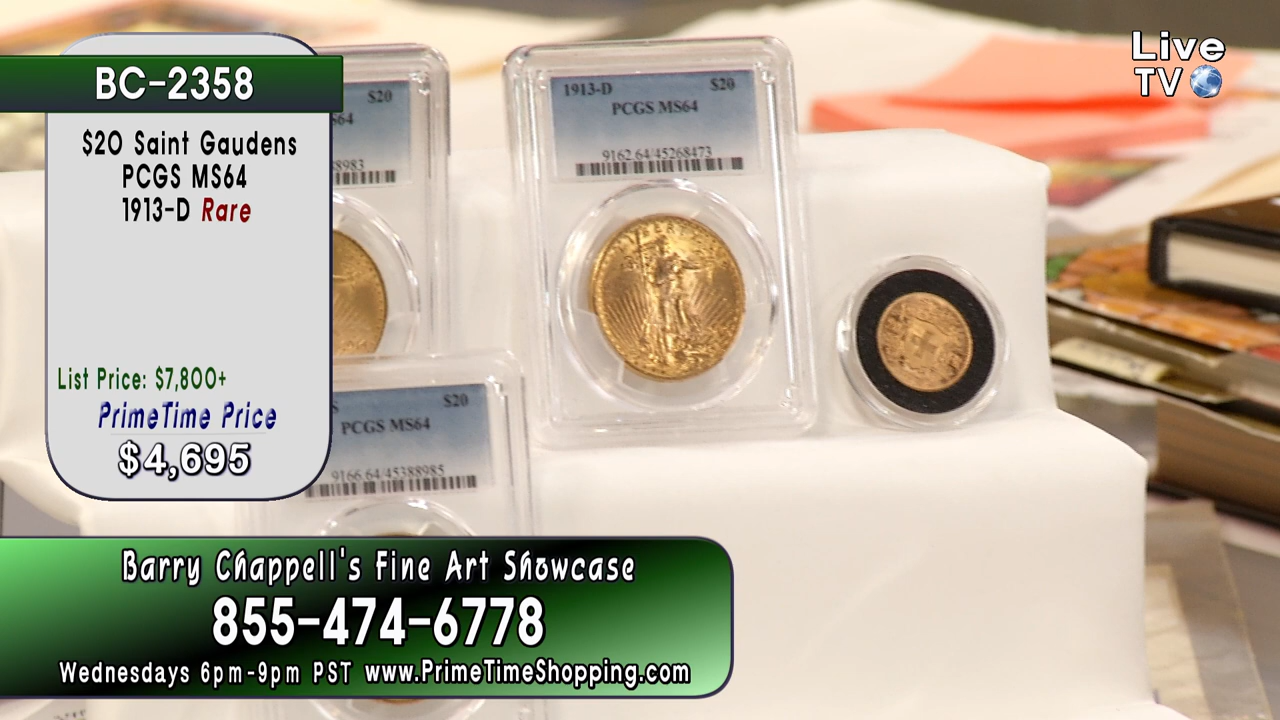 BC-2358
$20 Saint Gaudens
PCGS MS64
1913-D Rare
List Price: $7,800+
PrimeTime Price
$4,695
Live
TV
$20
64
8983
1913-D $20
PCGS MS64
9162.64/45268473
S $20
PCGS MS64
9166.64/45388985
Barry Chappell's Fine Art Showcase
855-474-6778
Wednesdays 6pm-9pm PST www.PrimeTimeShopping.com